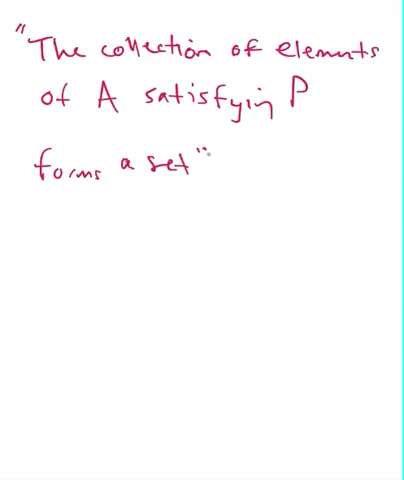 "The collection of elements
of A satisfying P
forms a set"